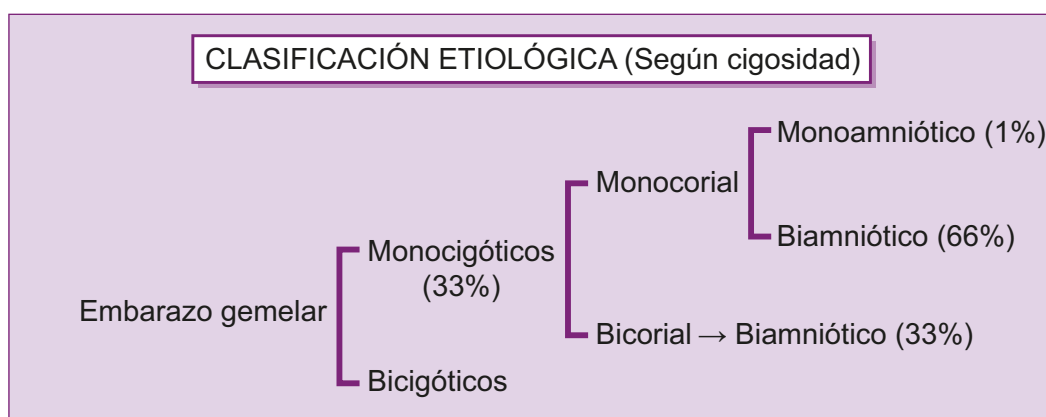 CLASIFICACIÓN ETIOLÓGICA (Según cigosidad)
Embarazo gemelar
Monocigóticos
(33%)
Monocorial
Monoamniótico (1%)
Biamniótico (66%)
Bicorial → Biamniótico (33%)
Bicigóticos